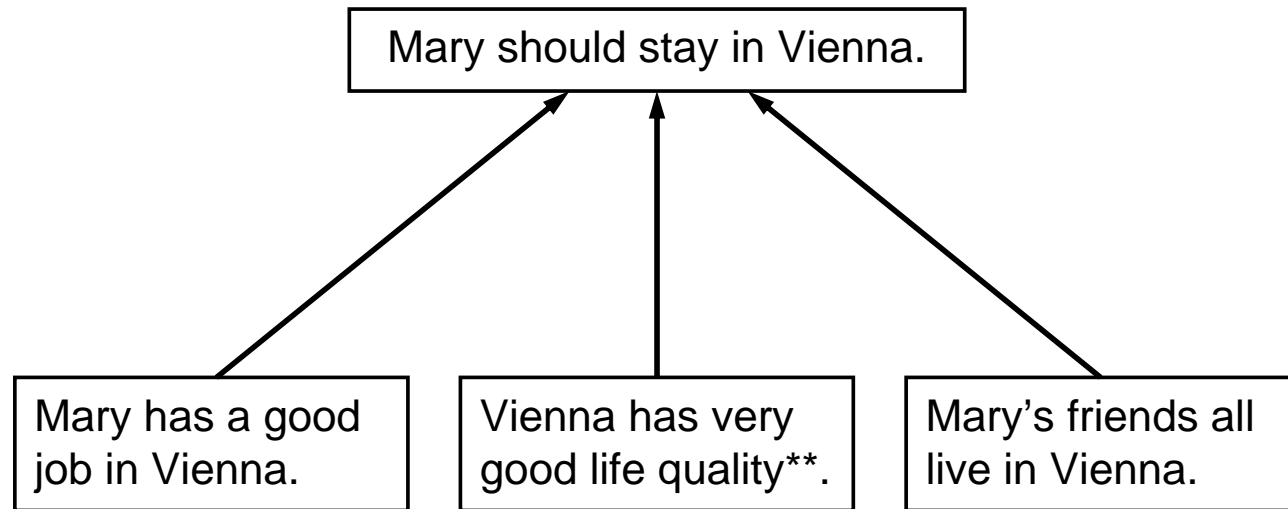 Mary should stay in Vienna.
Mary has a good
job in Vienna.
Vienna has very
good life quality**.
Mary’s friends all
live in Vienna.